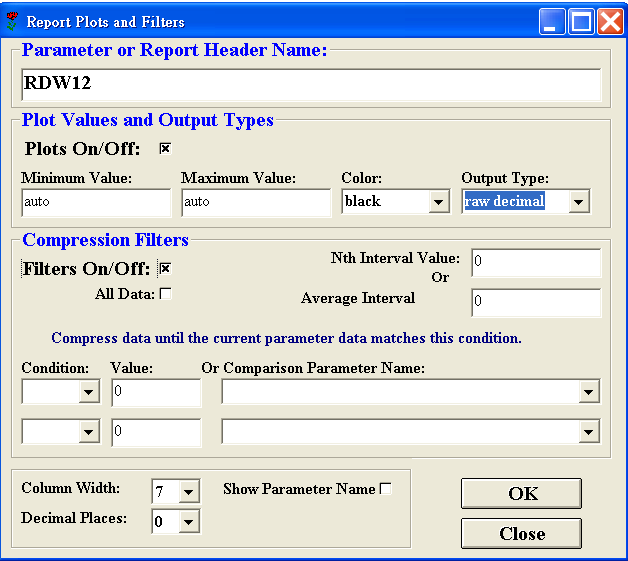 Report Plots and Filters
Parameter or Report Header Name:
RDW12
Plot Values and Output Types
Plots On/Off:
Minimum Value: Maximum Value: Color: Output Type:
auto auto black raw decimal
Compression Filters
Filters On/Off:
Nth Interval Value: 0
Or
All Data:
Average Interval 0
Compress data until the current parameter data matches this condition.
Condition: Value: Or Comparison Parameter Name:
0
0
Column Width: 7 Show Parameter Name
Decimal Places: 0
OK
Close